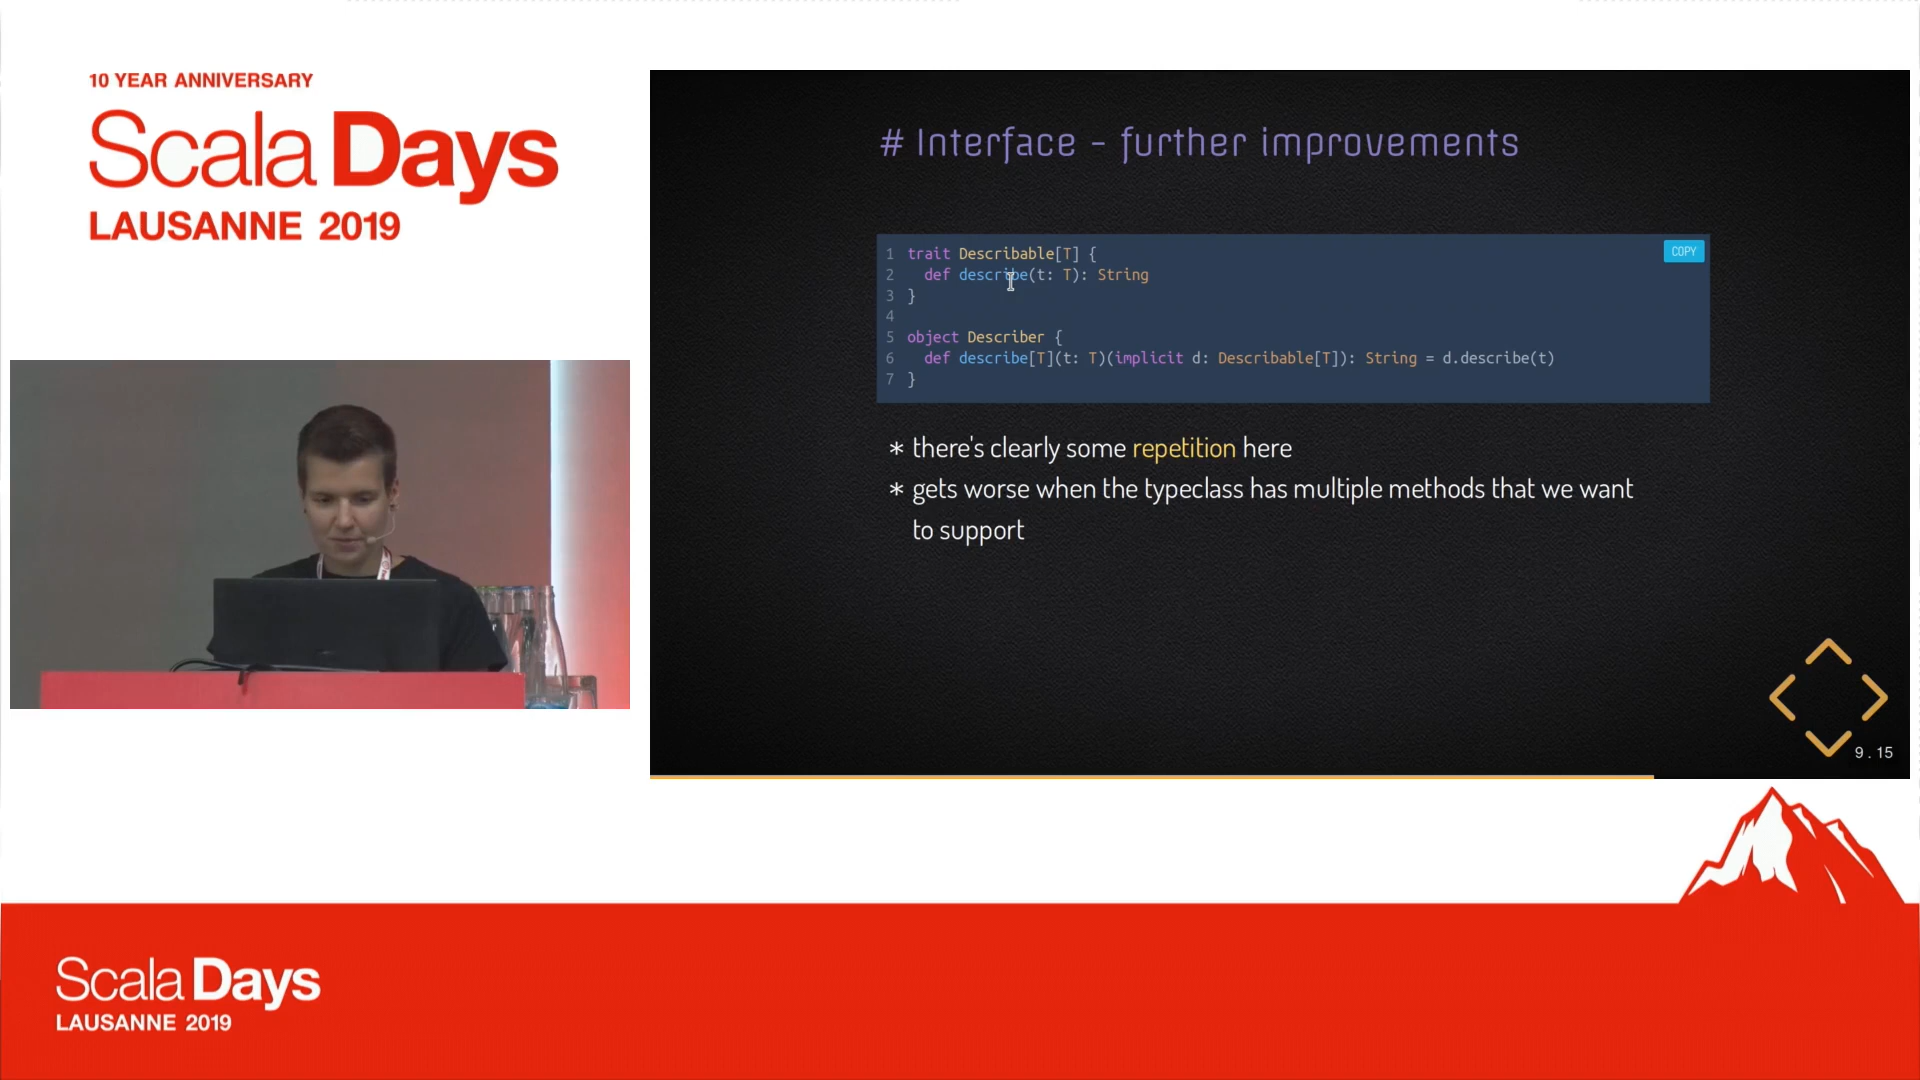 10 YEAR ANNIVERSARY
Scala Days
LAUSANNE 2019
# Interface - further improvements
COPY
1 trait Describable[T] {
2   def describe(t: T): String
3 }
4
5 object Describer {
6   def describe[T](t: T)(implicit d: Describable[T]): String = d.describe(t)
7 }
* there's clearly some repetition here
* gets worse when the typeclass has multiple methods that we want
to support
9.15
Scala Days
LAUSANNE 2019